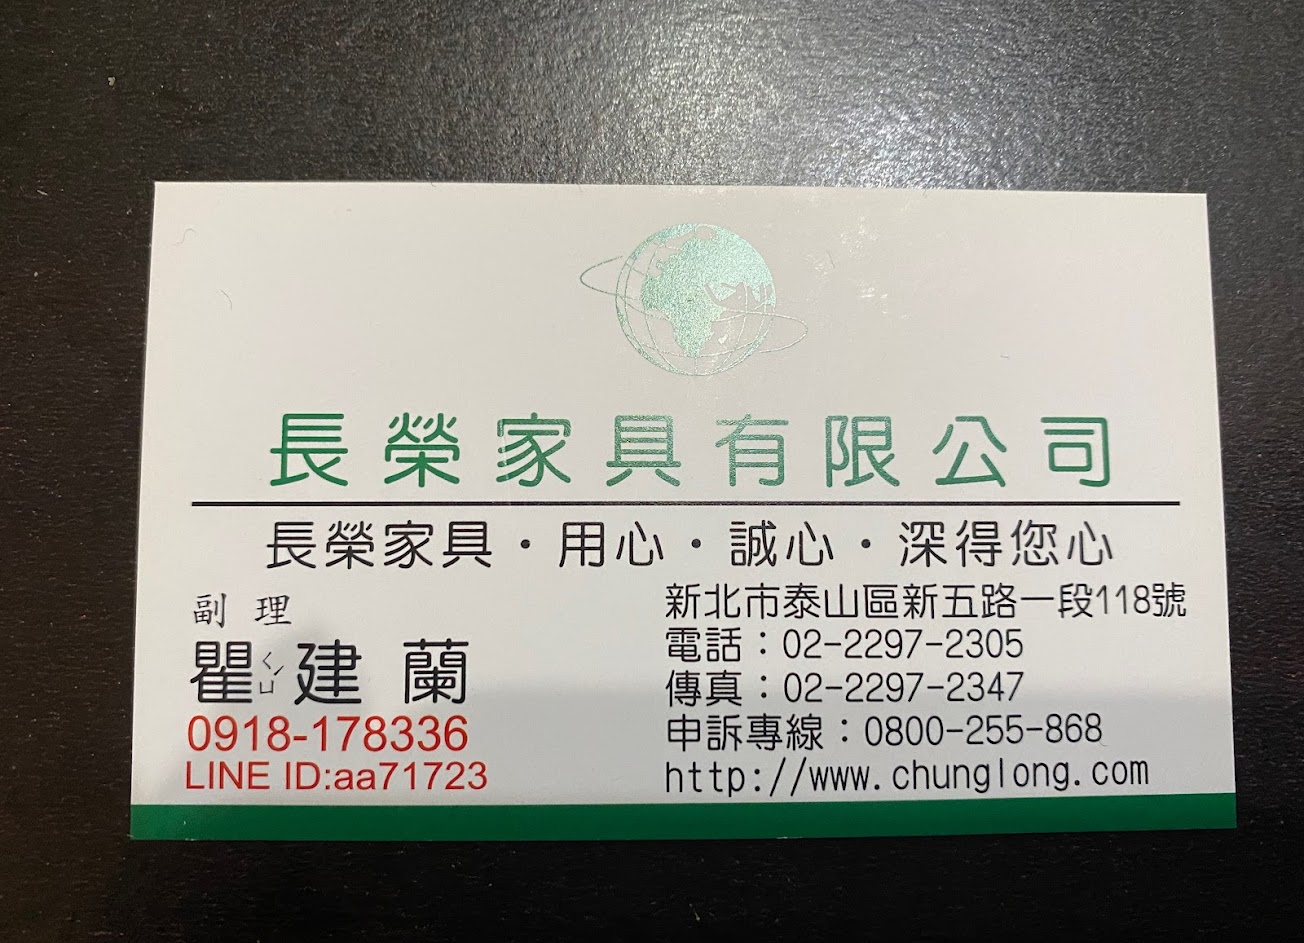 長榮家具有限公司
長榮家具・用心・誠心・深得您心
副理
瞿ㄑㄩˊ建蘭
0918-178336
LINE ID:aa71723
新北市泰山區新五路一段118號
電話：02-2297-2305
傳真：02-2297-2347
申訴專線：0800-255-868
http://www.chunglong.com